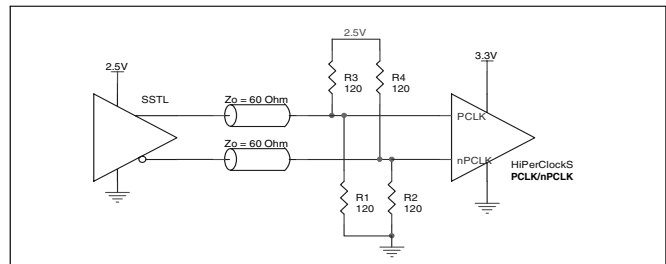 2.5V
SSTL
Zo = 60 Ohm
Zo = 60 Ohm
2.5V
R3
120
R4
120
R1
120
R2
120
3.3V
PCLK
nPCLK
HiPerClockS
PCLK/nPCLK